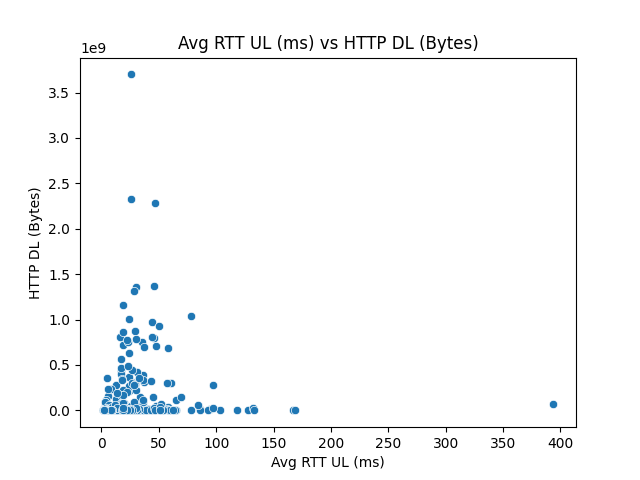 Avg RTT UL (ms) vs HTTP DL (Bytes)
1e9
3.5
3.0
2.5
2.0
1.5
1.0
0.5
0.0
HTTP DL (Bytes)
0 50 100 150 200 250 300 350 400
Avg RTT UL (ms)